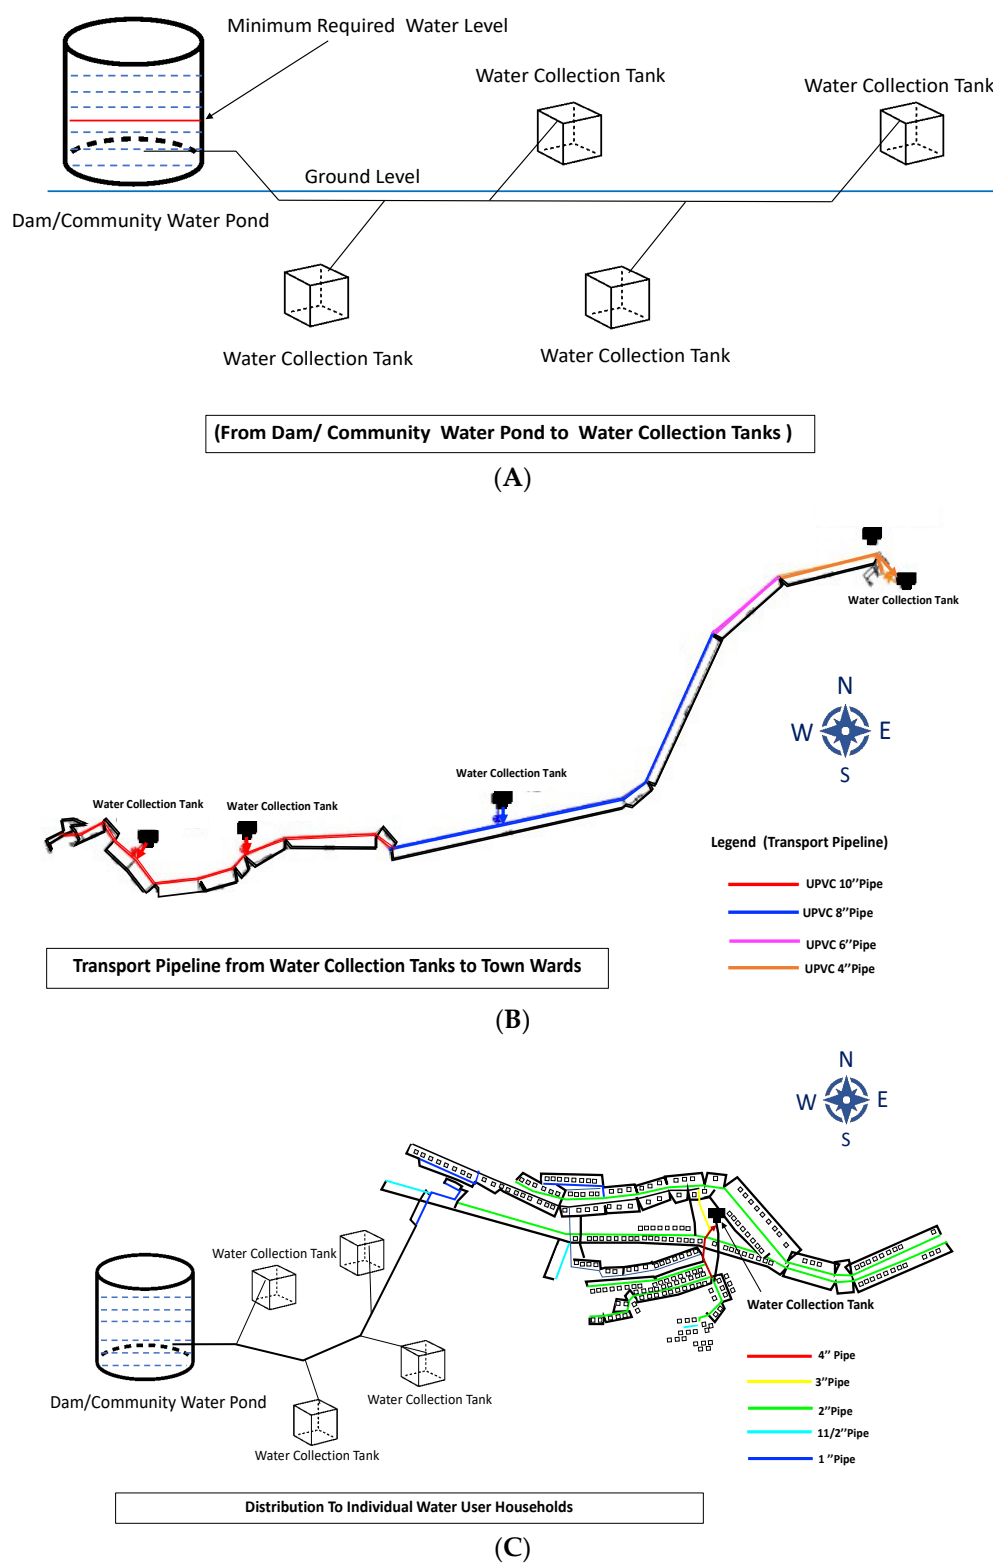 Minimum Required  Water Level
Water Collection Tank
Water Collection Tank
Ground Level
Dam/Community Water Pond
Water Collection Tank
Water Collection Tank
(From Dam/ Community  Water Pond to  Water Collection Tanks )
(A)
Water Collection Tank
N
W E
S
Water Collection Tank
Water Collection Tank
Water Collection Tank
Legend  (Transport Pipeline)
UPVC 10’’Pipe
UPVC 8’’Pipe
UPVC 6’’Pipe
UPVC 4’’Pipe
Transport Pipeline from Water Collection Tanks to Town Wards
(B)
N
W E
S
Water Collection Tank
Water Collection Tank
Dam/Community Water Pond
Water Collection Tank
Water Collection Tank
4’’ Pipe
3’’Pipe
2’’Pipe
11/2’’Pipe
1 ’’Pipe
Distribution To Individual Water User Households
(C)